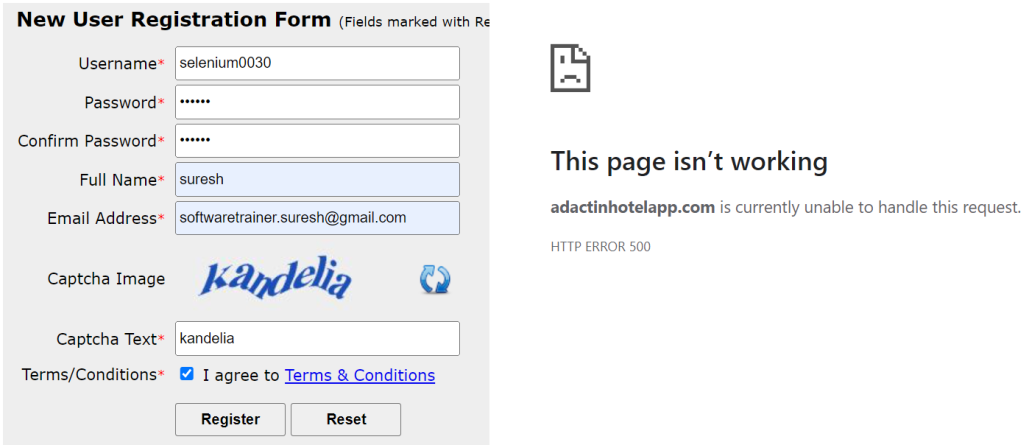 New User Registration Form (Fields marked with Re
Username* selenium0030
Password* ••••••
Confirm Password* ••••••
Full Name* suresh
Email Address* softwaretrainer.suresh@gmail.com
Captcha Image kandelia
Captcha Text* kandelia
Terms/Conditions* I agree to Terms & Conditions
Register Reset
This page isn’t working
adactinhotelapp.com is currently unable to handle this request.
HTTP ERROR 500